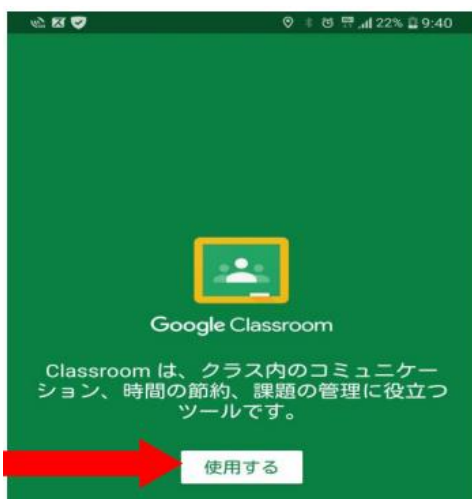 22% 9:40
Google Classroom
Classroom は、クラス内のコミュニケー
ション、時間の節約、課題の管理に役立つ
ツールです。
使用する